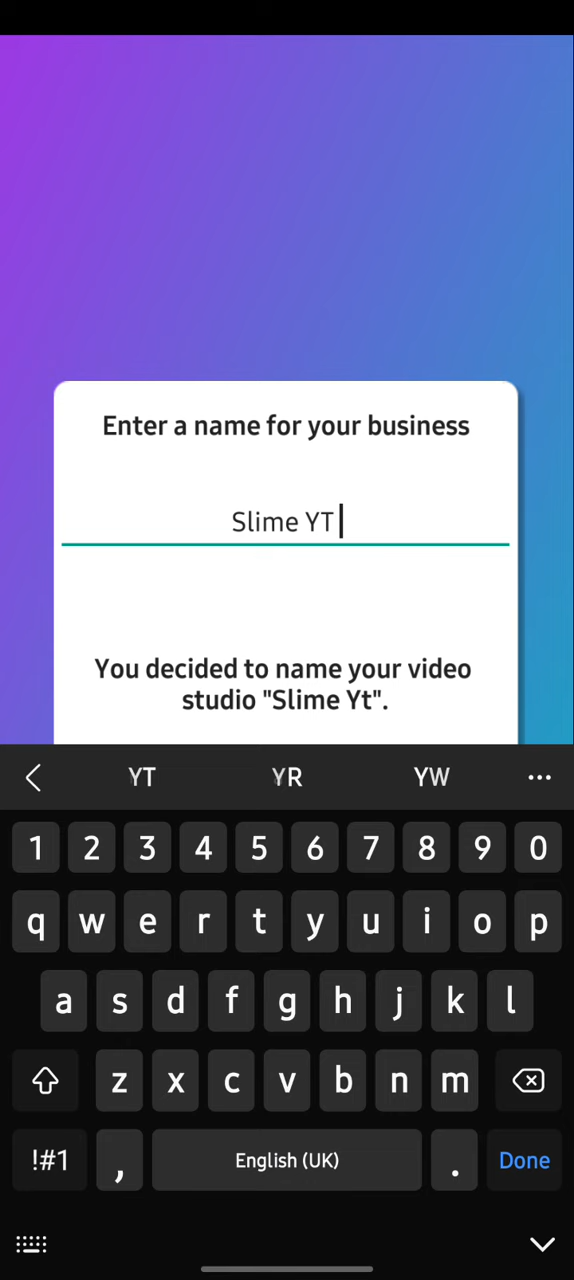 Enter a name for your business
Slime YT
You decided to name your video
studio "Slime Yt".
YT YR YW ...
1 2 3 4 5 6 7 8 9 0
q w e r t y u i o p
a s d f g h j k l
z x c v b n m
!#1 , English (UK) . Done